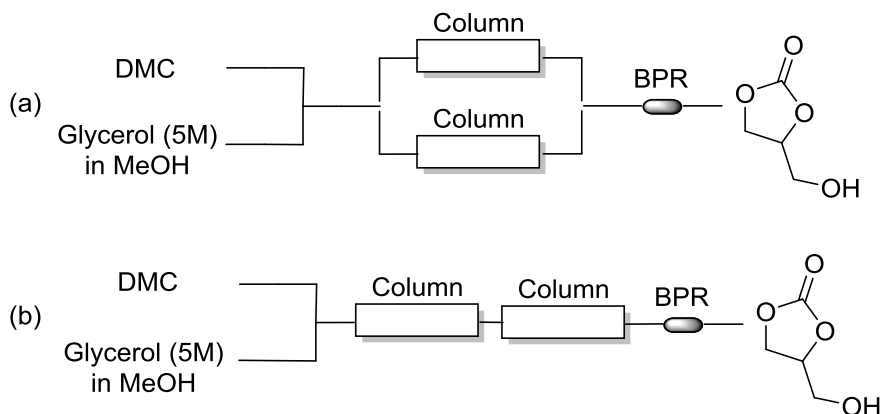 Column
DMC
BPR
O
(a)
O
O
Glycerol (5M)
in MeOH
Column
OH
DMC
Column
Column
BPR
O
(b)
O
O
Glycerol (5M)
in MeOH
OH